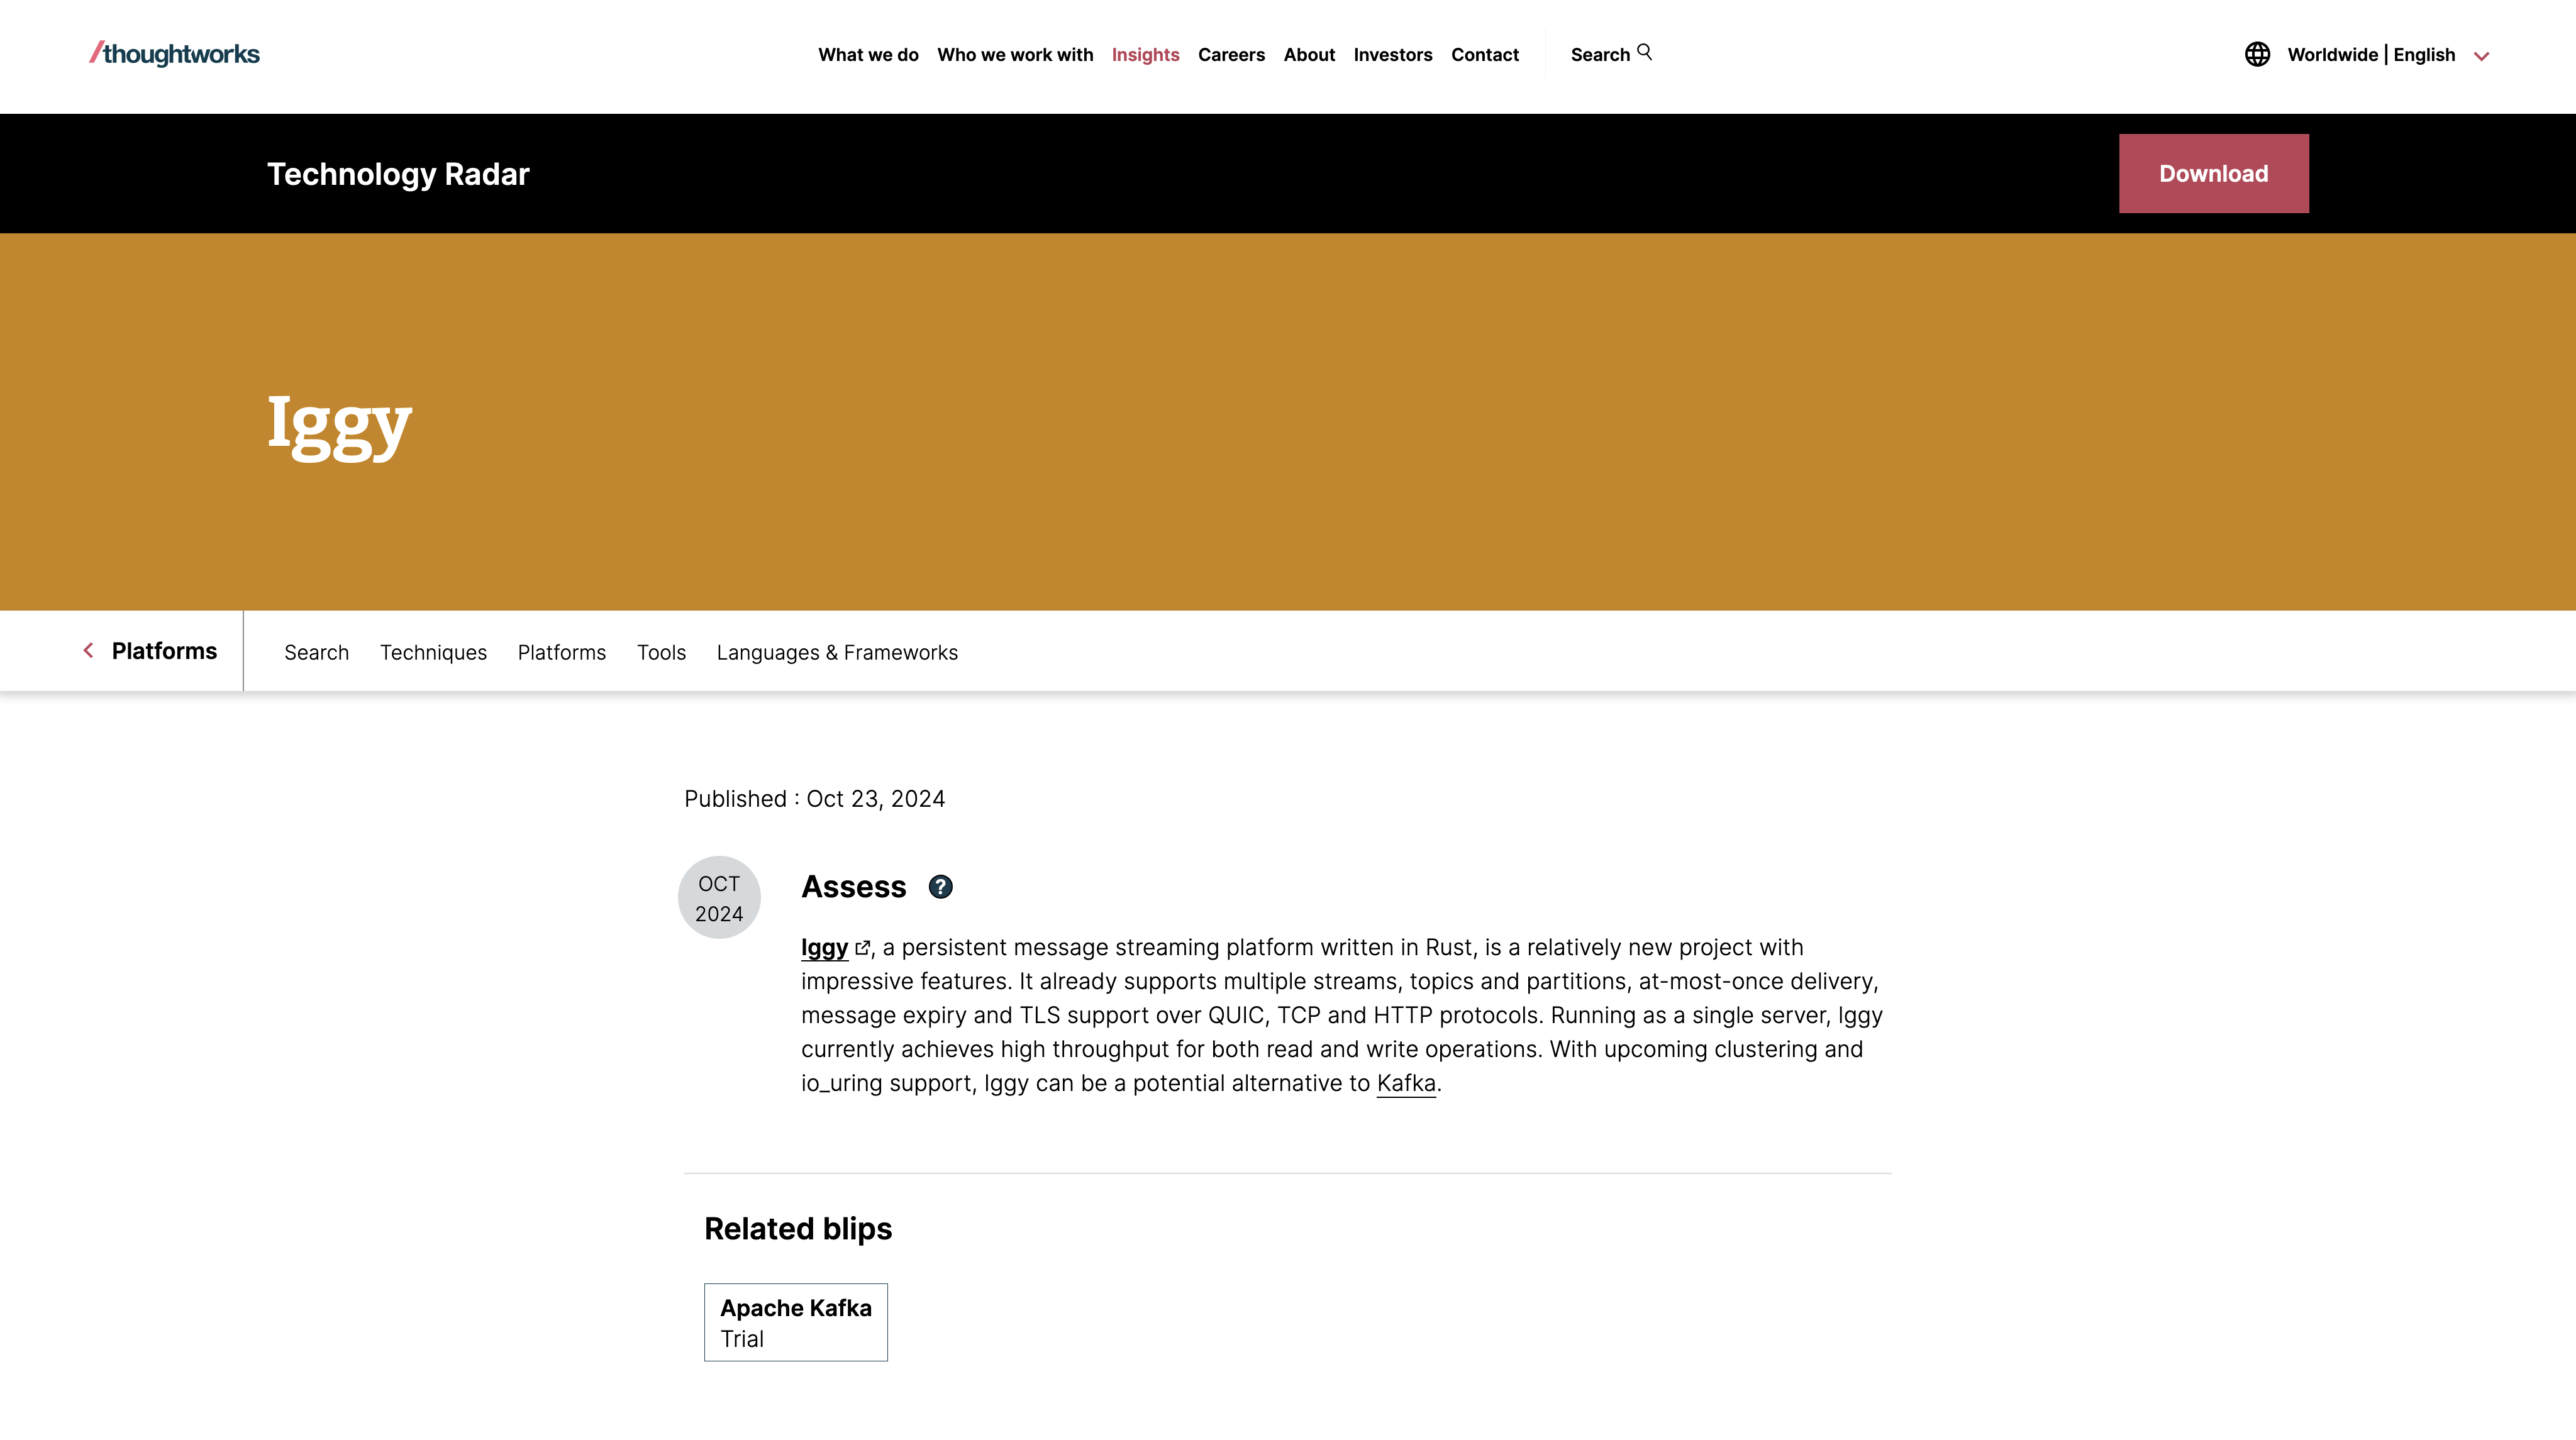 /thoughtworks
What we do Who we work with Insights Careers About Investors Contact Search
Worldwide | English
Technology Radar
Download
Iggy
Platforms
Search Techniques Platforms Tools Languages & Frameworks
Published : Oct 23, 2024
OCT
2024
Assess ?
Iggy, a persistent message streaming platform written in Rust, is a relatively new project with
impressive features. It already supports multiple streams, topics and partitions, at-most-once delivery,
message expiry and TLS support over QUIC, TCP and HTTP protocols. Running as a single server, Iggy
currently achieves high throughput for both read and write operations. With upcoming clustering and
io_uring support, Iggy can be a potential alternative to Kafka.
Related blips
Apache Kafka
Trial